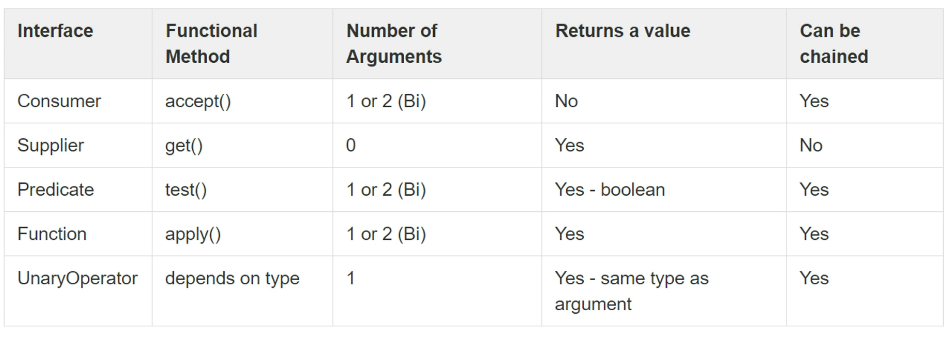 Interface Functional Method Number of Arguments Returns a value Can be chained
Consumer accept() 1 or 2 (Bi) No Yes
Supplier get() 0 Yes No
Predicate test() 1 or 2 (Bi) Yes - boolean Yes
Function apply() 1 or 2 (Bi) Yes Yes
UnaryOperator depends on type 1 Yes - same type as argument Yes